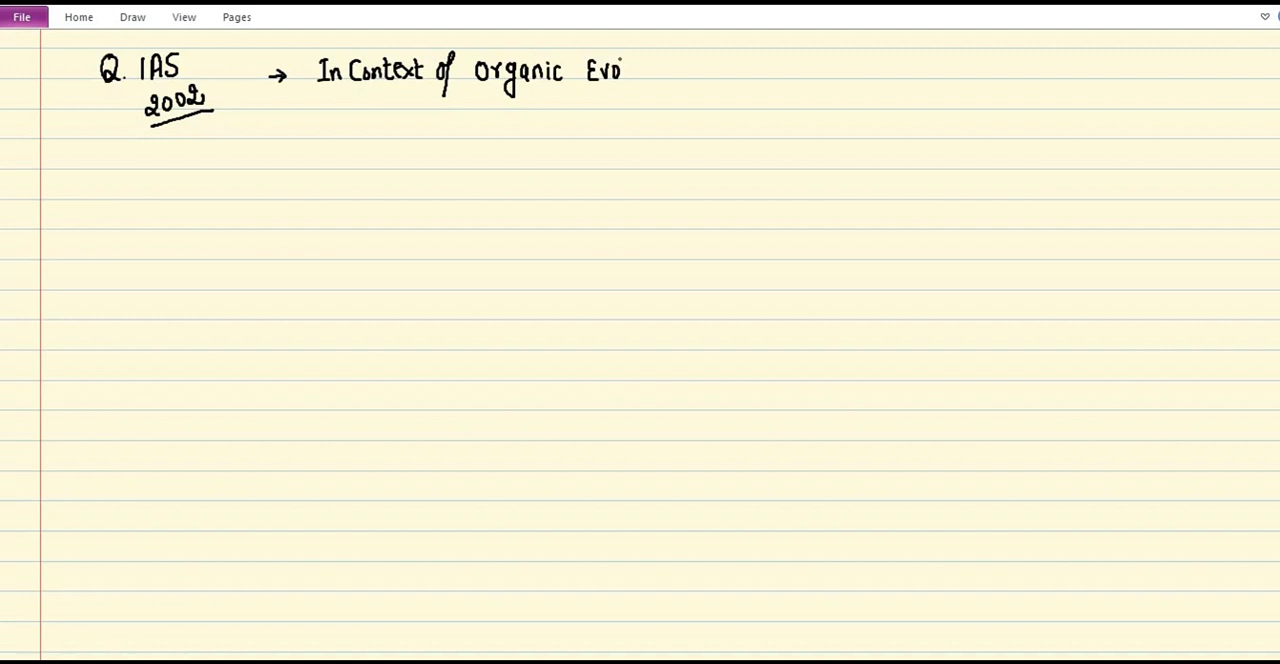 File Home Draw View Pages
Q. IAS → In Context of Organic Evo
2002